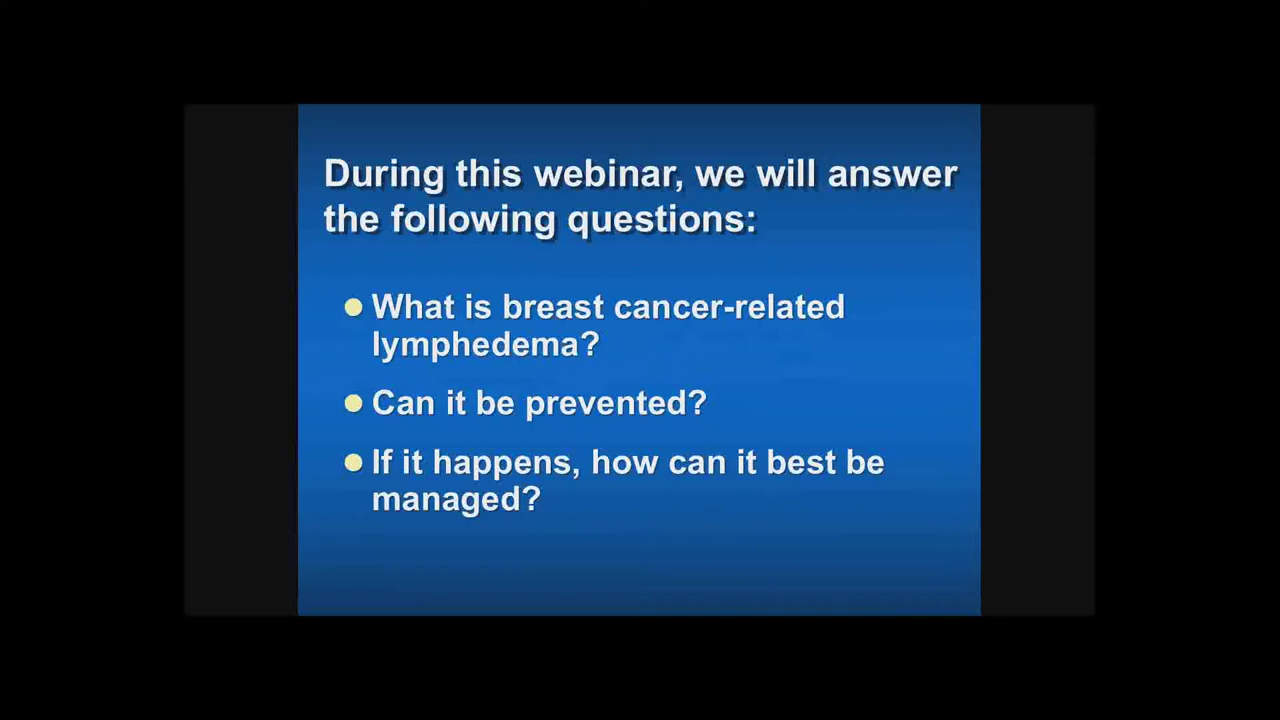 During this webinar, we will answer
the following questions:
What is breast cancer-related
lymphedema?
Can it be prevented?
If it happens, how can it best be
managed?